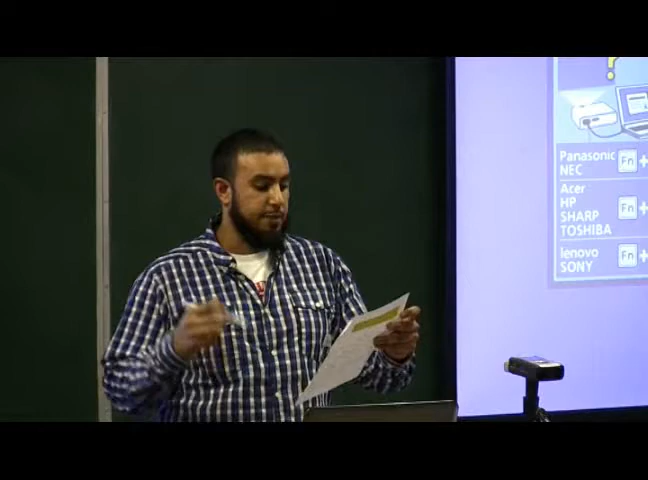 ?
Panasonic Fn +
NEC
Acer
HP Fn +
SHARP
TOSHIBA
lenovo Fn +
SONY